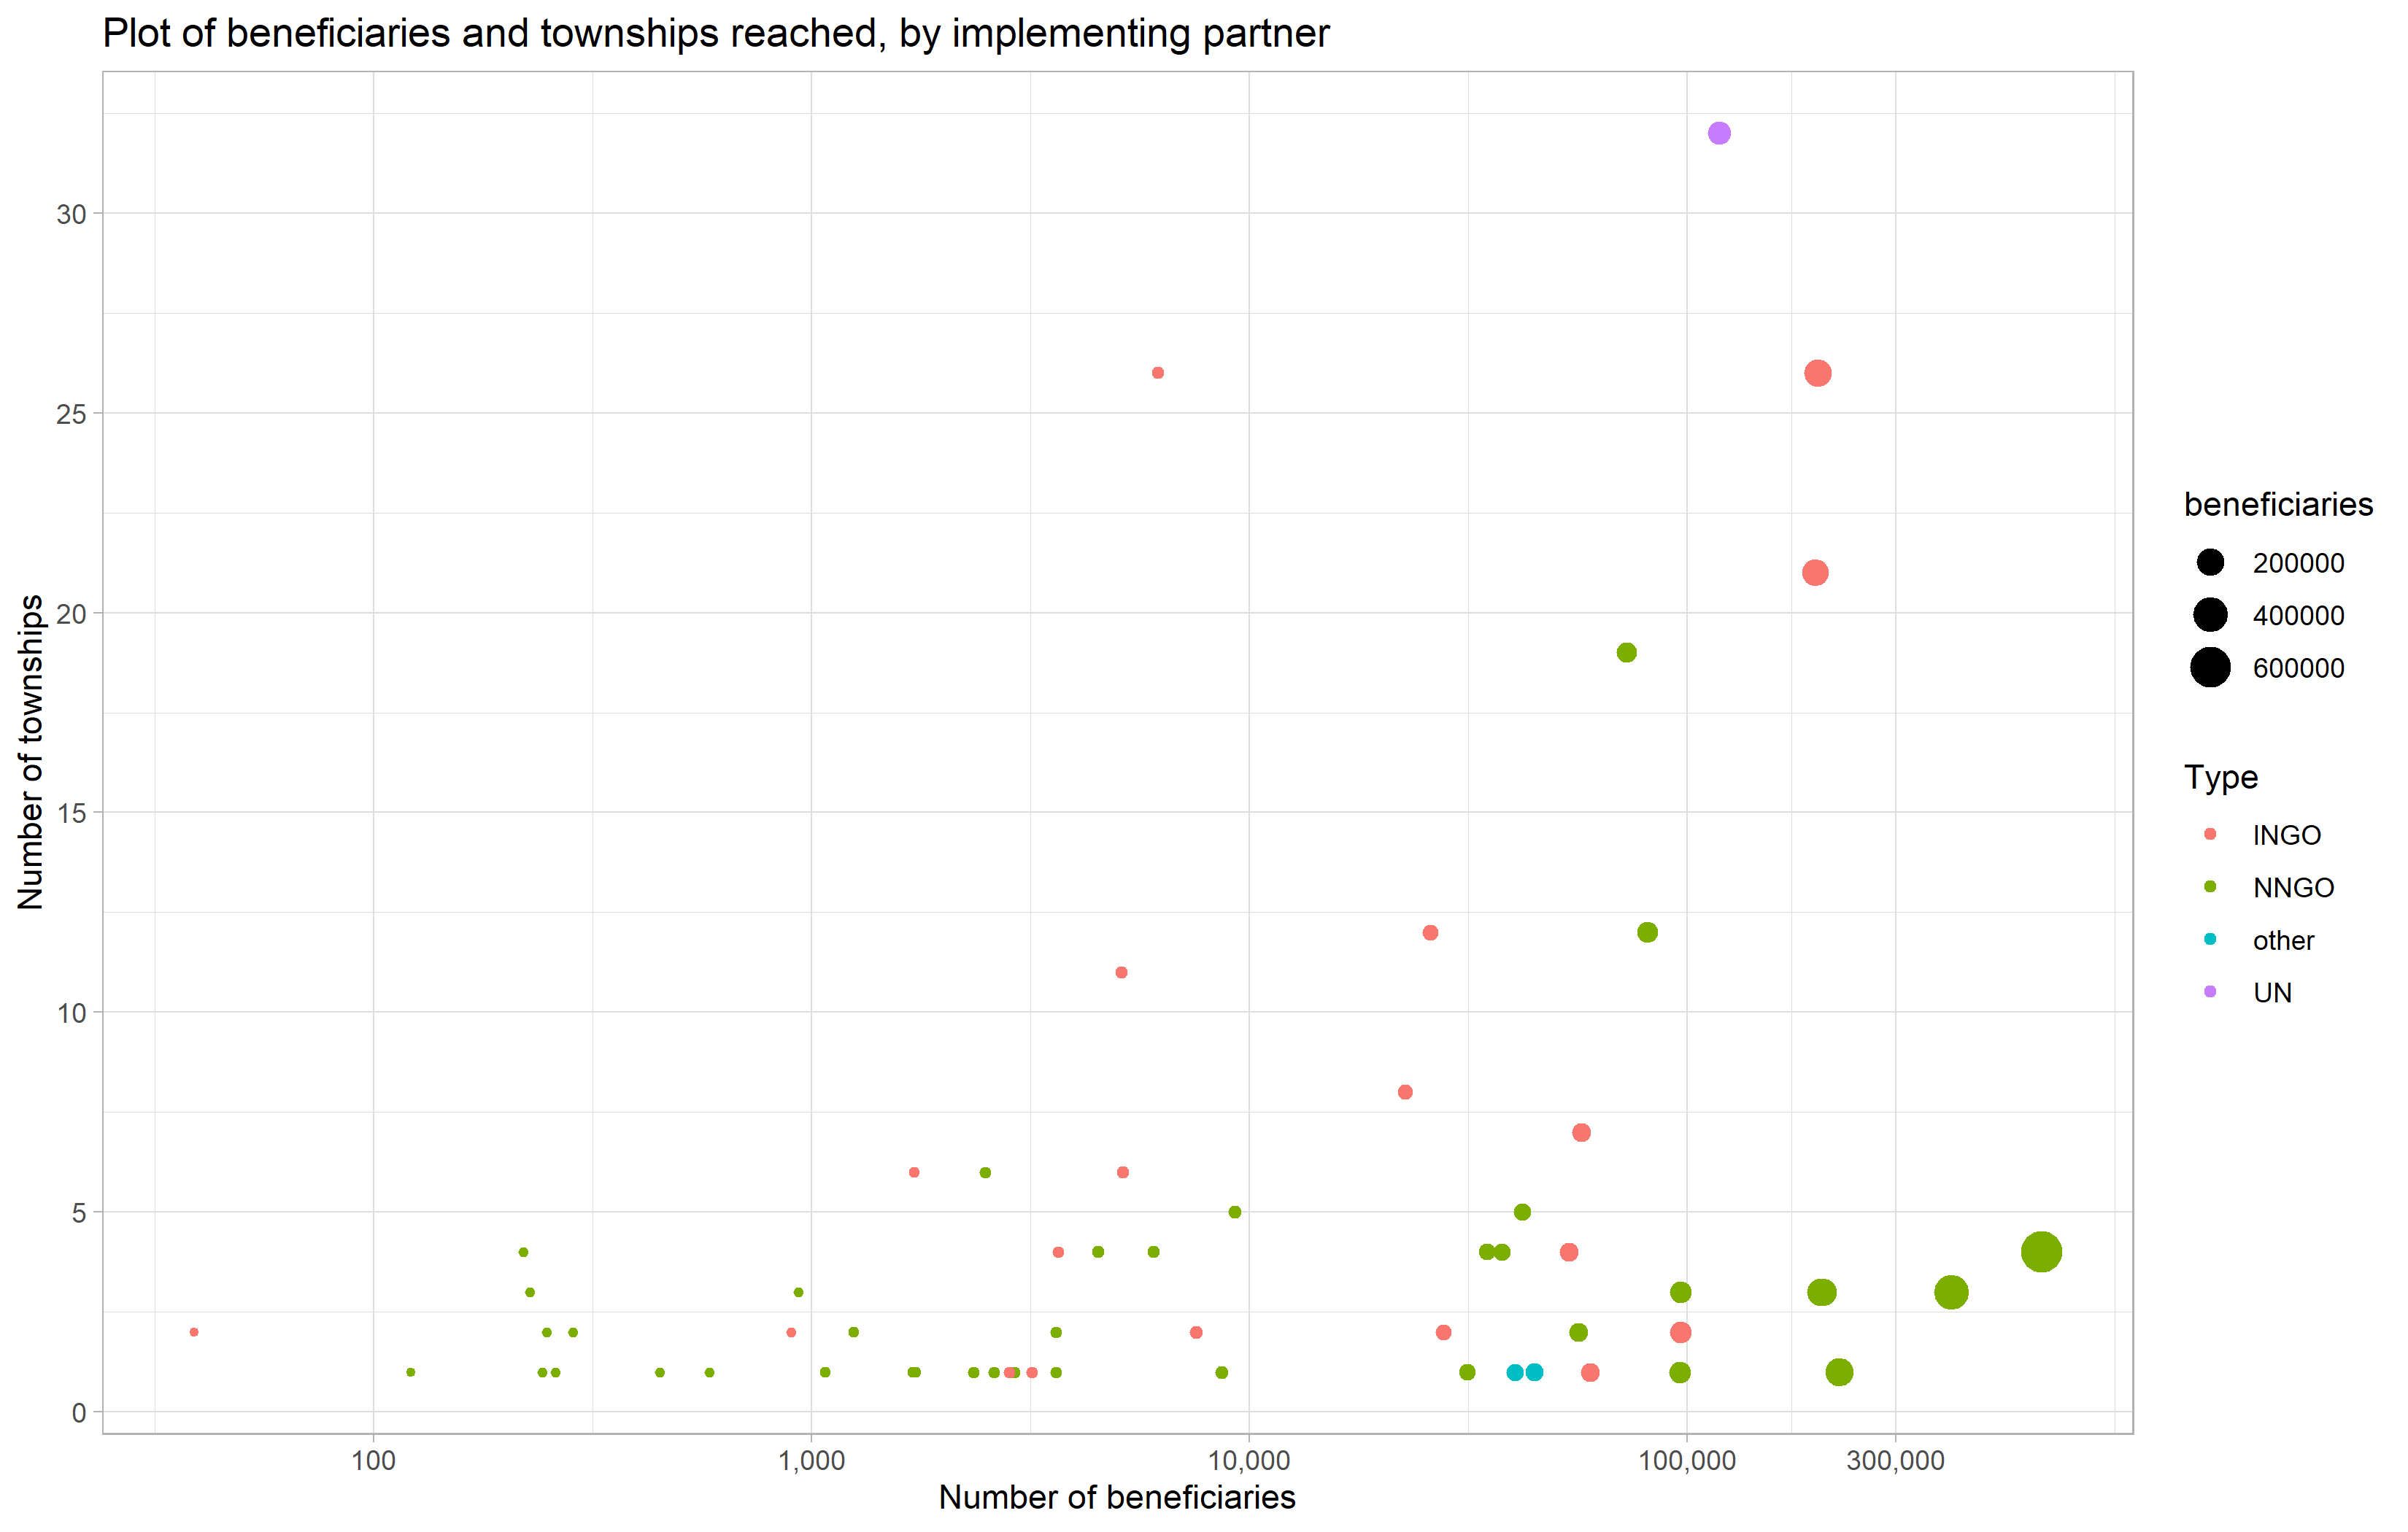 Plot of beneficiaries and townships reached, by implementing partner
30
25
20
15
10
5
0
Number of townships
100
1,000
10,000
100,000
300,000
Number of beneficiaries
beneficiaries
200000
400000
600000
Type
INGO
NNGO
other
UN